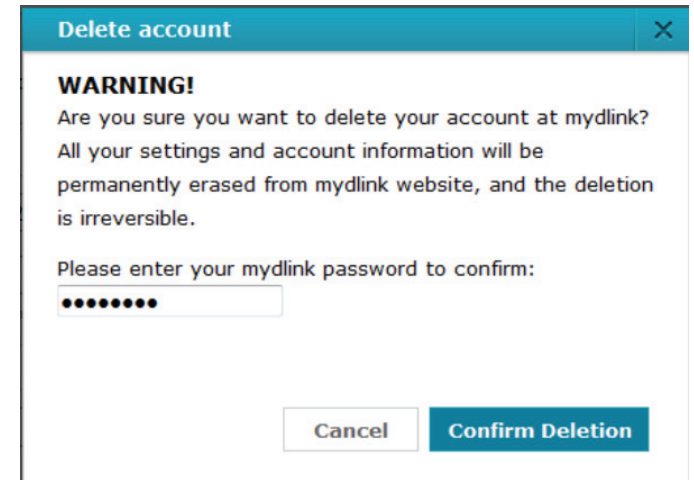 Delete account
WARNING!
Are you sure you want to delete your account at mydlink?
All your settings and account information will be
permanently erased from mydlink website, and the deletion
is irreversible.
Please enter your mydlink password to confirm:
••••••••
Cancel
Confirm Deletion